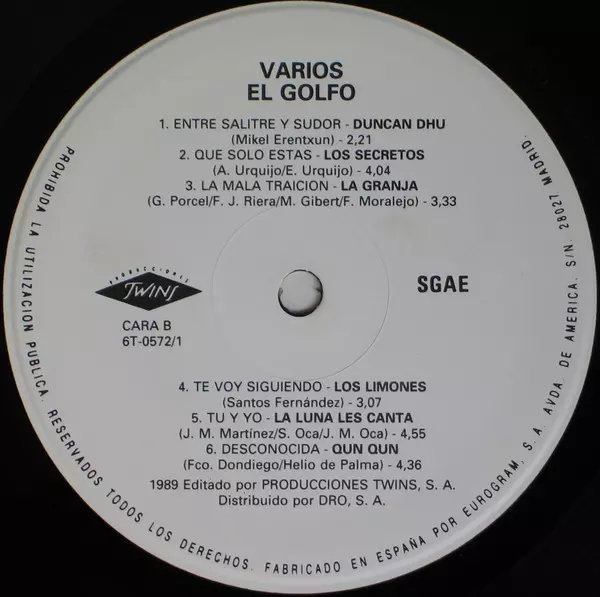 VARIOS
EL GOLFO
1. ENTRE SALITRE Y SUDOR - DUNCAN DHU
(Mikel Erentxun) - 2,21
2. QUE SOLO ESTAS - LOS SECRETOS
(A. Urquijo/E. Urquijo) - 4,04
3. LA MALA TRAICION - LA GRANJA
(G. Porcel/F. J. Riera/M. Gibert/F. Moralejo) - 3,33
PRODUCCIONES
TWINS
SGAE
CARA B
6T-0572/1
4. TE VOY SIGUIENDO - LOS LIMONES
(Santos Fernández) - 3,07
5. TU Y YO - LA LUNA LES CANTA
(J. M. Martínez/S. Oca/J. M. Oca) - 4,55
6. DESCONOCIDA - QUN QUN
(Fco. Dondiego/Helio de Palma) - 4,36
1989 Editado por PRODUCCIONES TWINS, S. A.
Distribuido por DRO, S. A.
PROHIBIDA LA UTILIZACION PUBLICA. RESERVADOS TODOS LOS DERECHOS. FABRICADO EN ESPAÑA POR EUROGRAM, S. A. AVDA. DE AMERICA, S/N. 28027 MADRID.